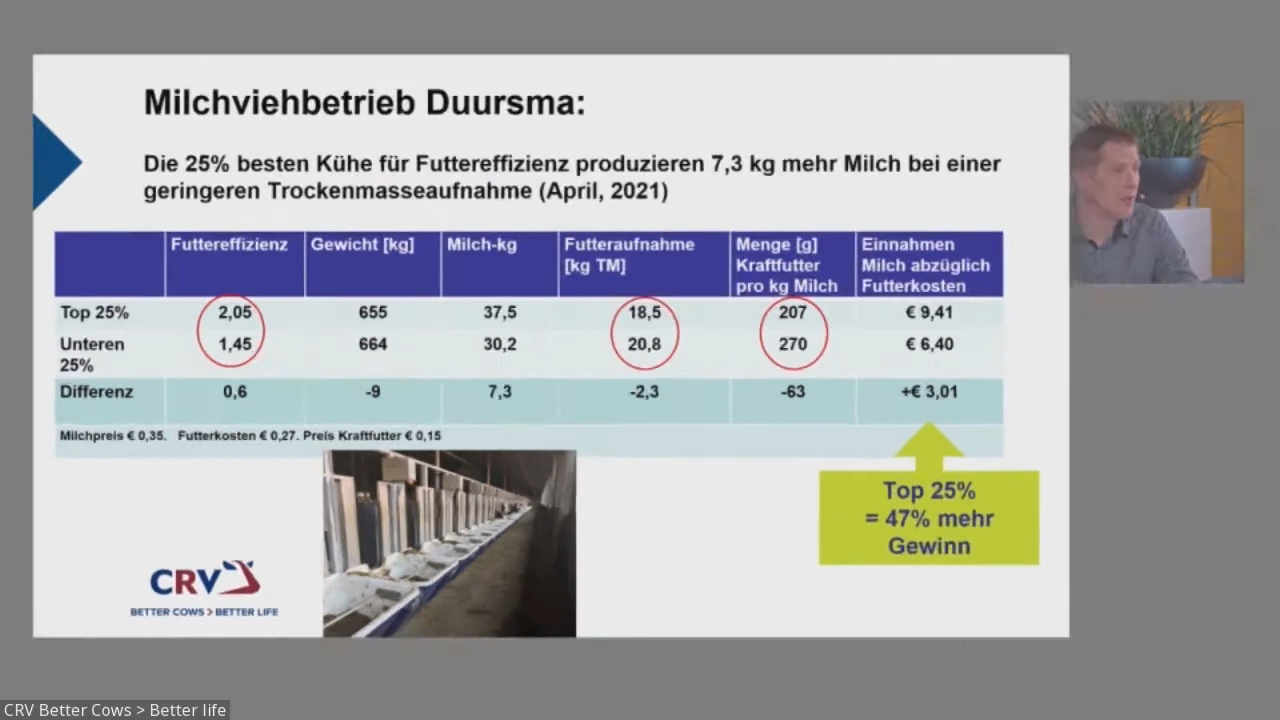 Milchviehbetrieb Duursma:
Die 25% besten Kühe für Futtereffizienz produzieren 7,3 kg mehr Milch bei einer
geringeren Trockenmasseaufnahme (April, 2021)
Futtereffizienz Gewicht [kg] Milch-kg Futteraufnahme Menge [g] Einnahmen
[kg TM] Kraftfutter Milch abzüglich
pro kg Milch Futterkosten
Top 25% 2,05 655 37,5 18,5 207 € 9,41
Unteren 1,45 664 30,2 20,8 270 € 6,40
25%
Differenz 0,6 -9 7,3 -2,3 -63 +€ 3,01
Milchpreis € 0,35. Futterkosten € 0,27. Preis Kraftfutter € 0,15
Top 25%
= 47% mehr
Gewinn
CRV
BETTER COWS > BETTER LIFE
CRV Better Cows > Better life